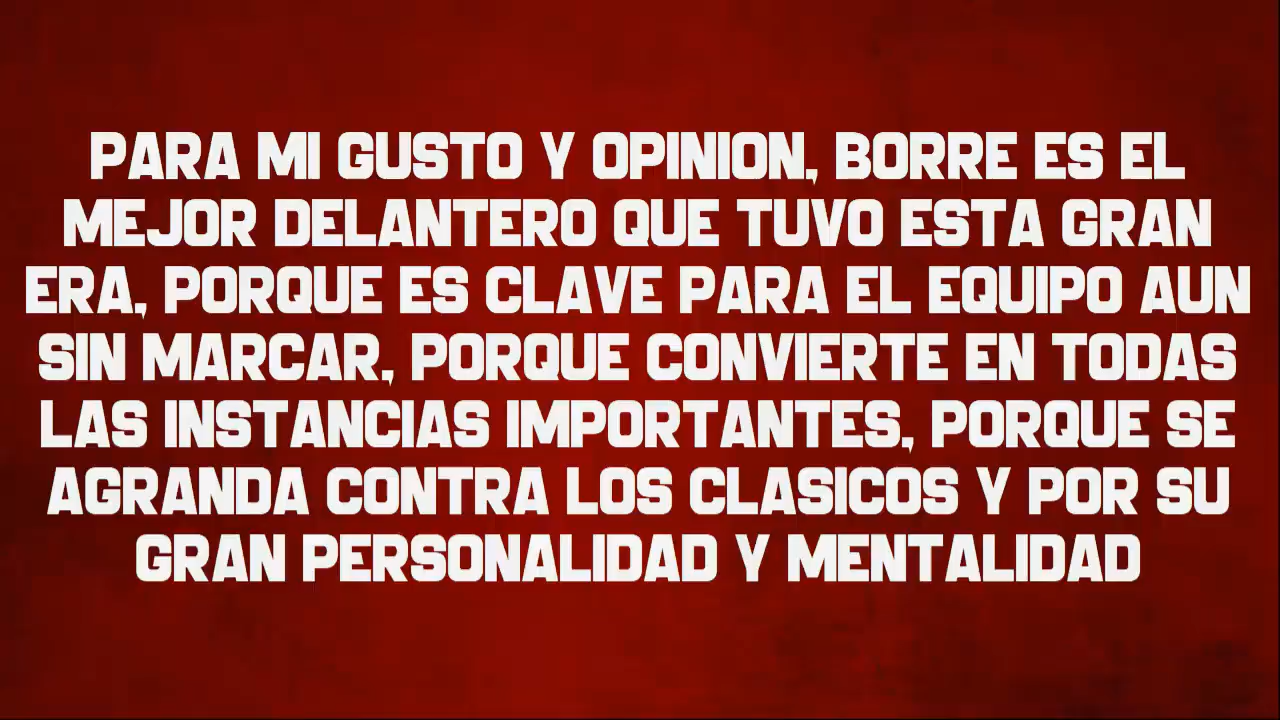 PARA MI GUSTO Y OPINION, BORRE ES EL
MEJOR DELANTERO QUE TUVO ESTA GRAN
ERA, PORQUE ES CLAVE PARA EL EQUIPO AUN
SIN MARCAR, PORQUE CONVIERTE EN TODAS
LAS INSTANCIAS IMPORTANTES, PORQUE SE
AGRANDA CONTRA LOS CLASICOS Y POR SU
GRAN PERSONALIDAD Y MENTALIDAD